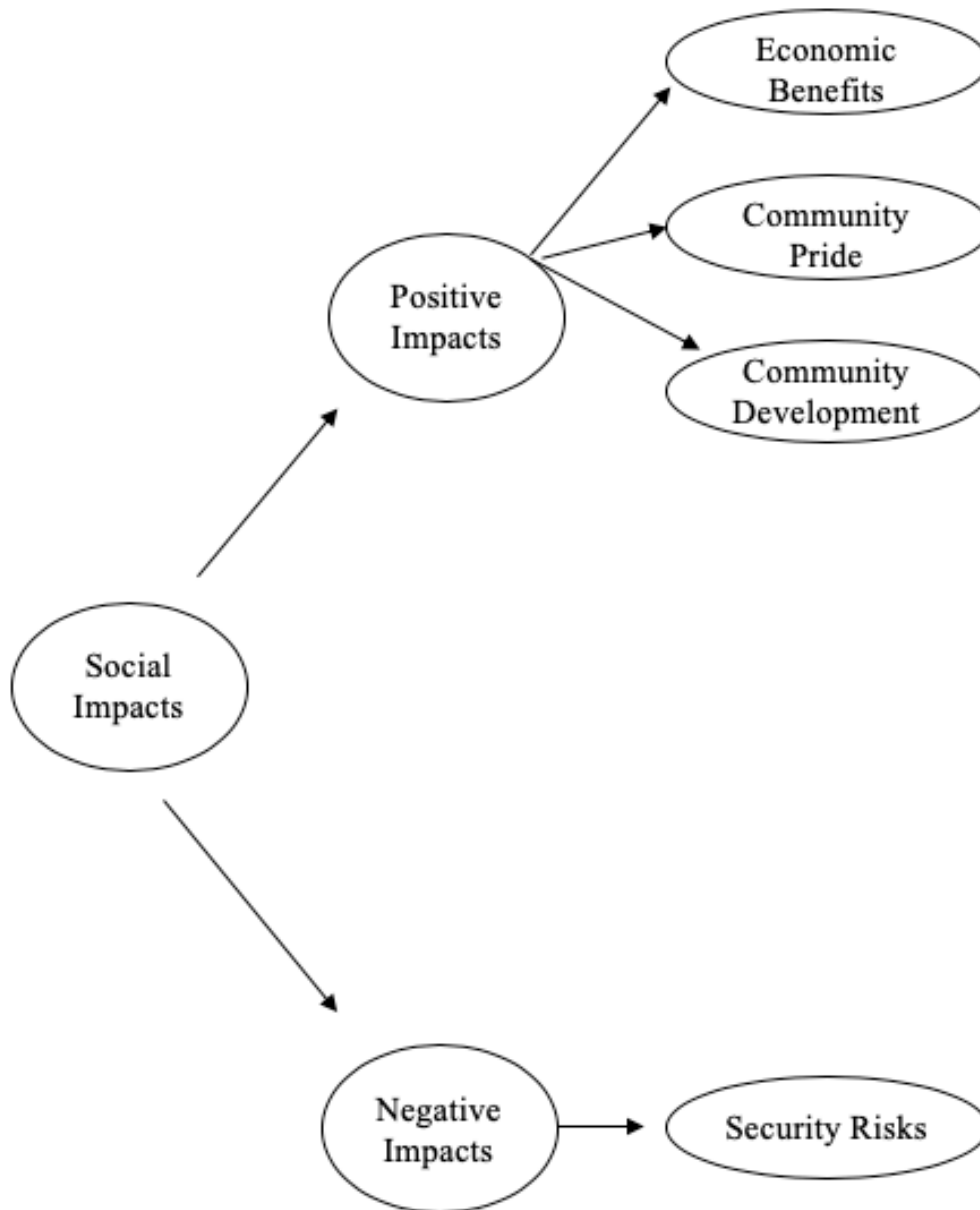 Economic
Benefits
Community
Pride
Positive
Impacts
Community
Development
Social
Impacts
Negative
Impacts
Security Risks